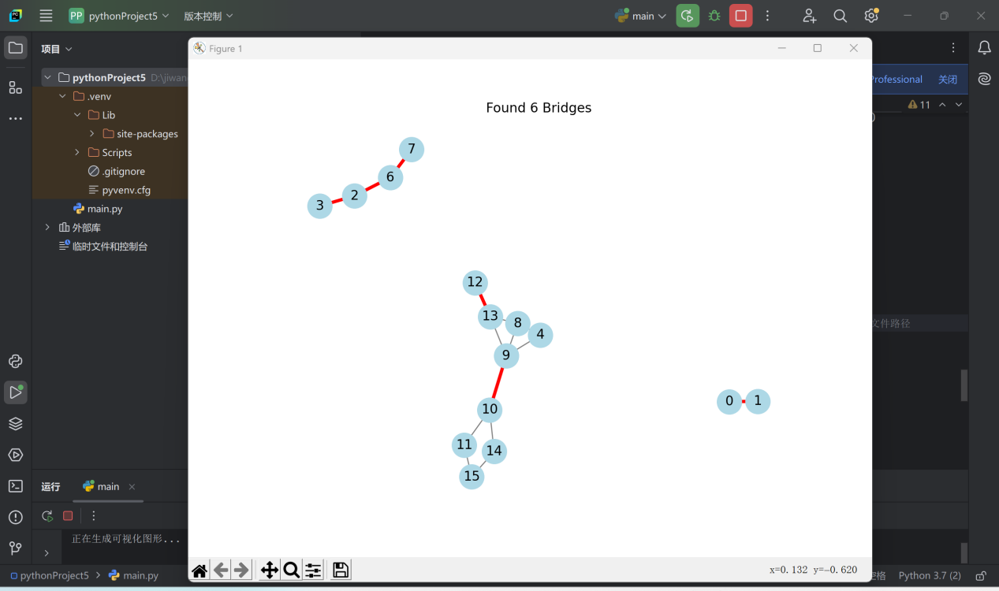 PP pythonProject5 版本控制 main
Figure 1
项目
pythonProject5 D:\jiwan
Professional 关闭
.venv
11
Lib
site-packages
Scripts
.gitignore
pyvenv.cfg
main.py
外部库
临时文件和控制台
Found 6 Bridges
7
6
2
3
12
13
8
4
文件路径
9
10
0
1
11
14
15
运行 main
正在生成可视化图形...
x=0.132 y=−0.620
pythonProject5 main.py
空格 Python 3.7 (2)